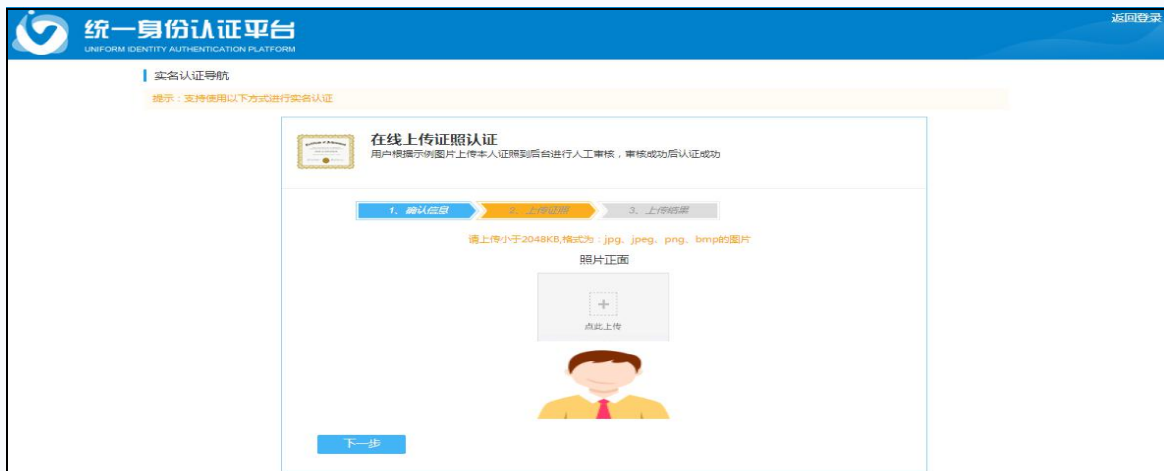 返回登录
统一身份认证平台
UNIFORM IDENTITY AUTHENTICATION PLATFORM
实名认证导航
提示：支持使用以下方式进行实名认证
在线上传证照认证
用户根据示例图片上传本人证照到后台进行人工审核，审核成功后认证成功
1、确认信息 2、上传证照 3、上传结果
请上传小于2048KB,格式为：jpg、jpeg、png、bmp的图片
照片正面
+
点此上传
下一步